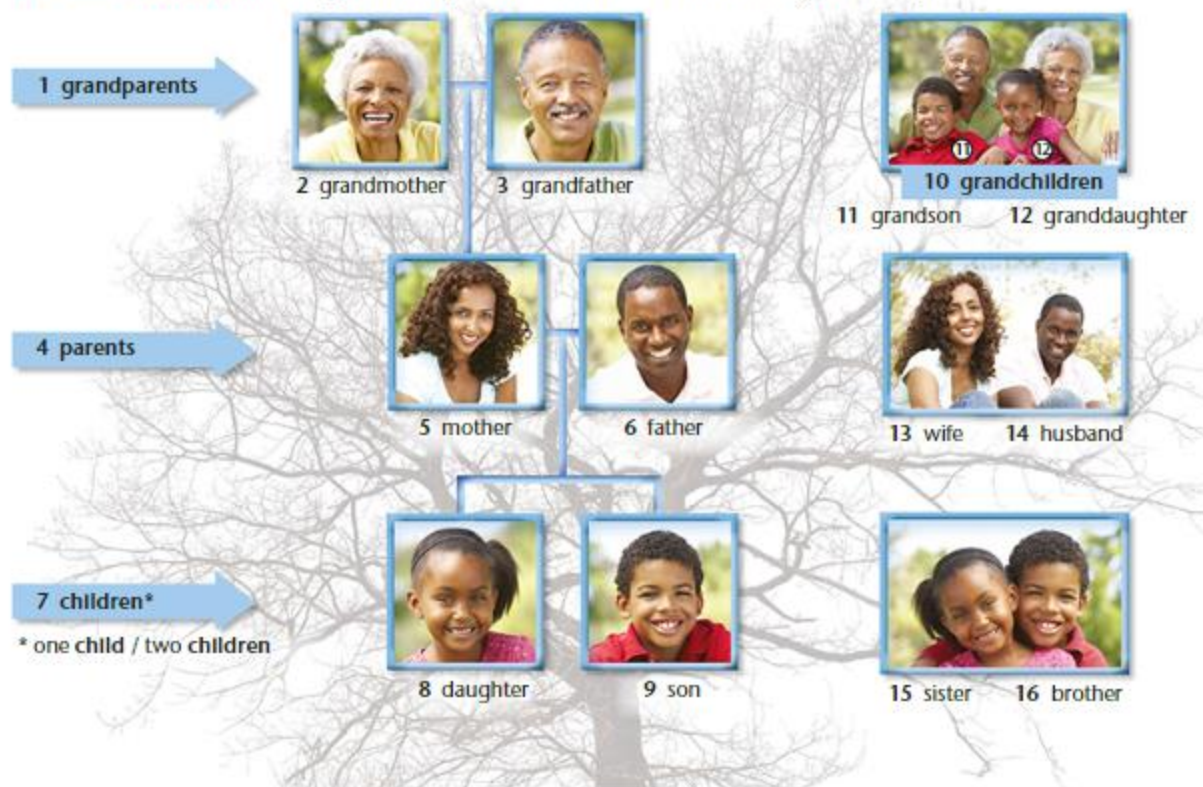 1 grandparents
2 grandmother
3 grandfather
11
12
10 grandchildren
11 grandson
12 granddaughter
4 parents
5 mother
6 father
13 wife
14 husband
7 children*
* one child / two children
8 daughter
9 son
15 sister
16 brother